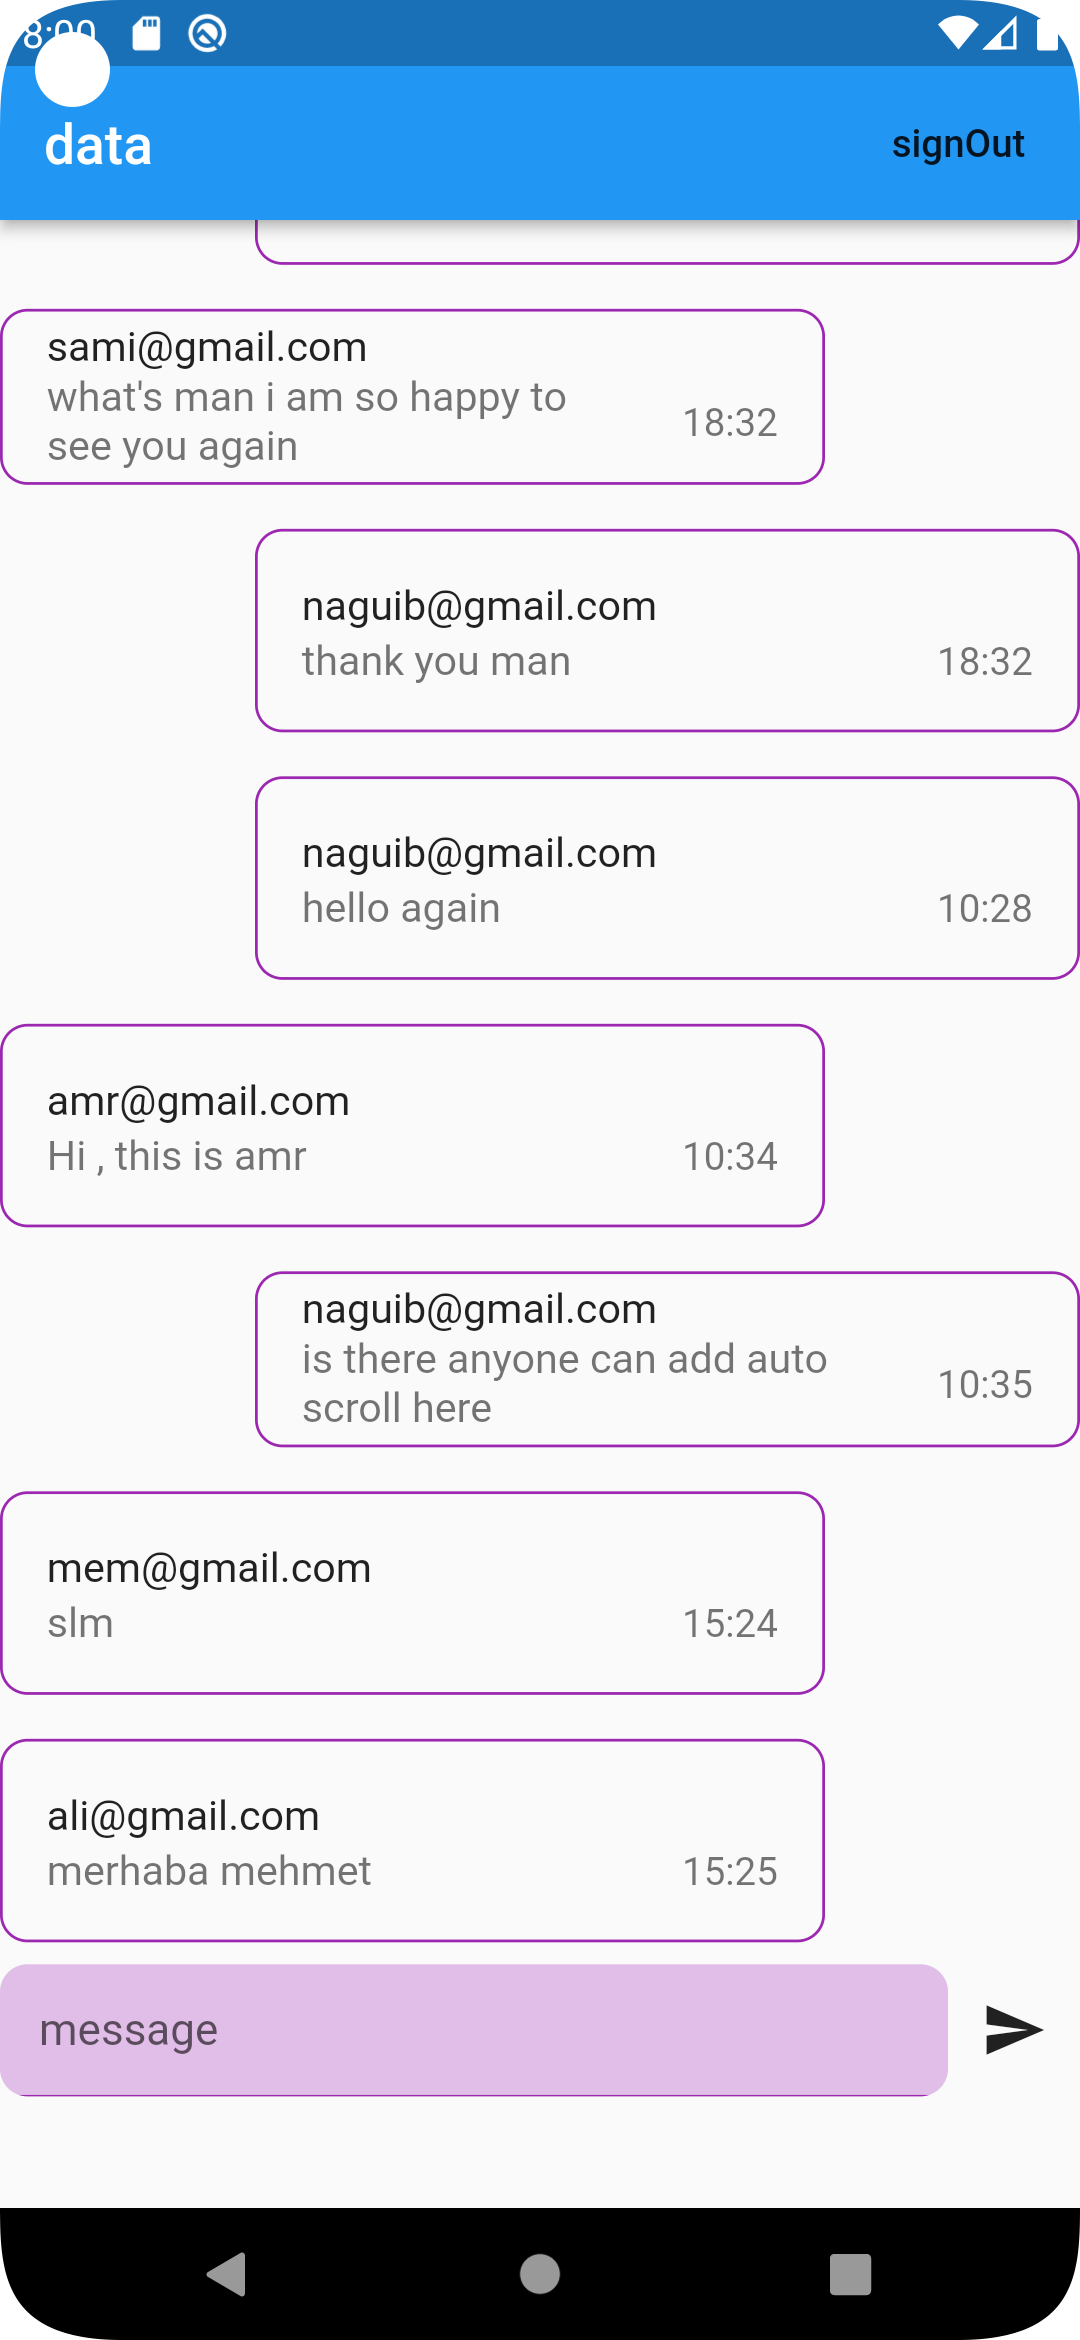 8:00
data
signOut
sami@gmail.com
what's man i am so happy to
see you again
18:32
naguib@gmail.com
thank you man
18:32
naguib@gmail.com
hello again
10:28
amr@gmail.com
Hi , this is amr
10:34
naguib@gmail.com
is there anyone can add auto
scroll here
10:35
mem@gmail.com
slm
15:24
ali@gmail.com
merhaba mehmet
15:25
message